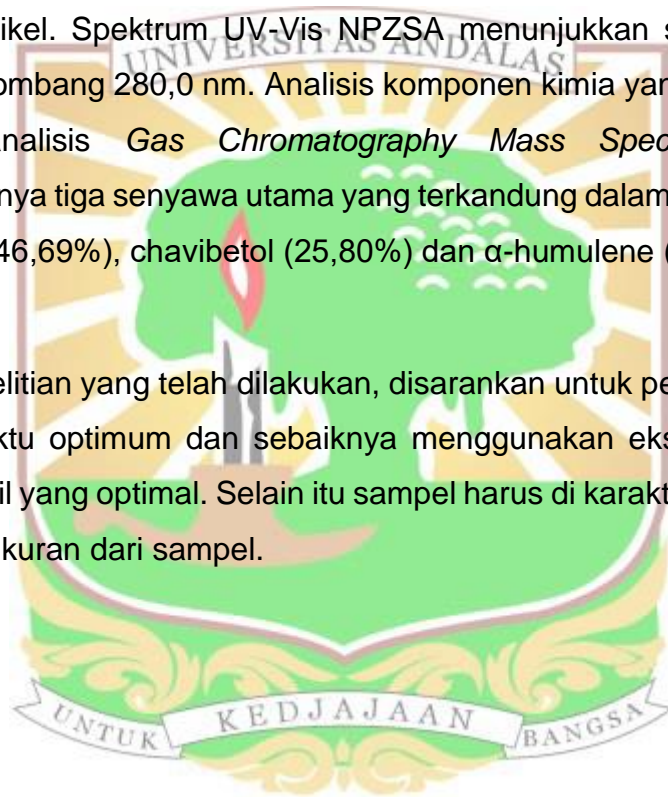 ikel. Spektrum UV-Vis NPZSA menunjukkan s
UNIVERSITAS ANDALAS
ombang 280,0 nm. Analisis komponen kimia yan
nalisis Gas Chromatography Mass Spec
nya tiga senyawa utama yang terkandung dalam
46,69%), chavibetol (25,80%) dan α-humulene (
elitian yang telah dilakukan, disarankan untuk pe
ktu optimum dan sebaiknya menggunakan eks
il yang optimal. Selain itu sampel harus di karakt
kuran dari sampel.
UNTUK KEDJAJAAN BANGSA